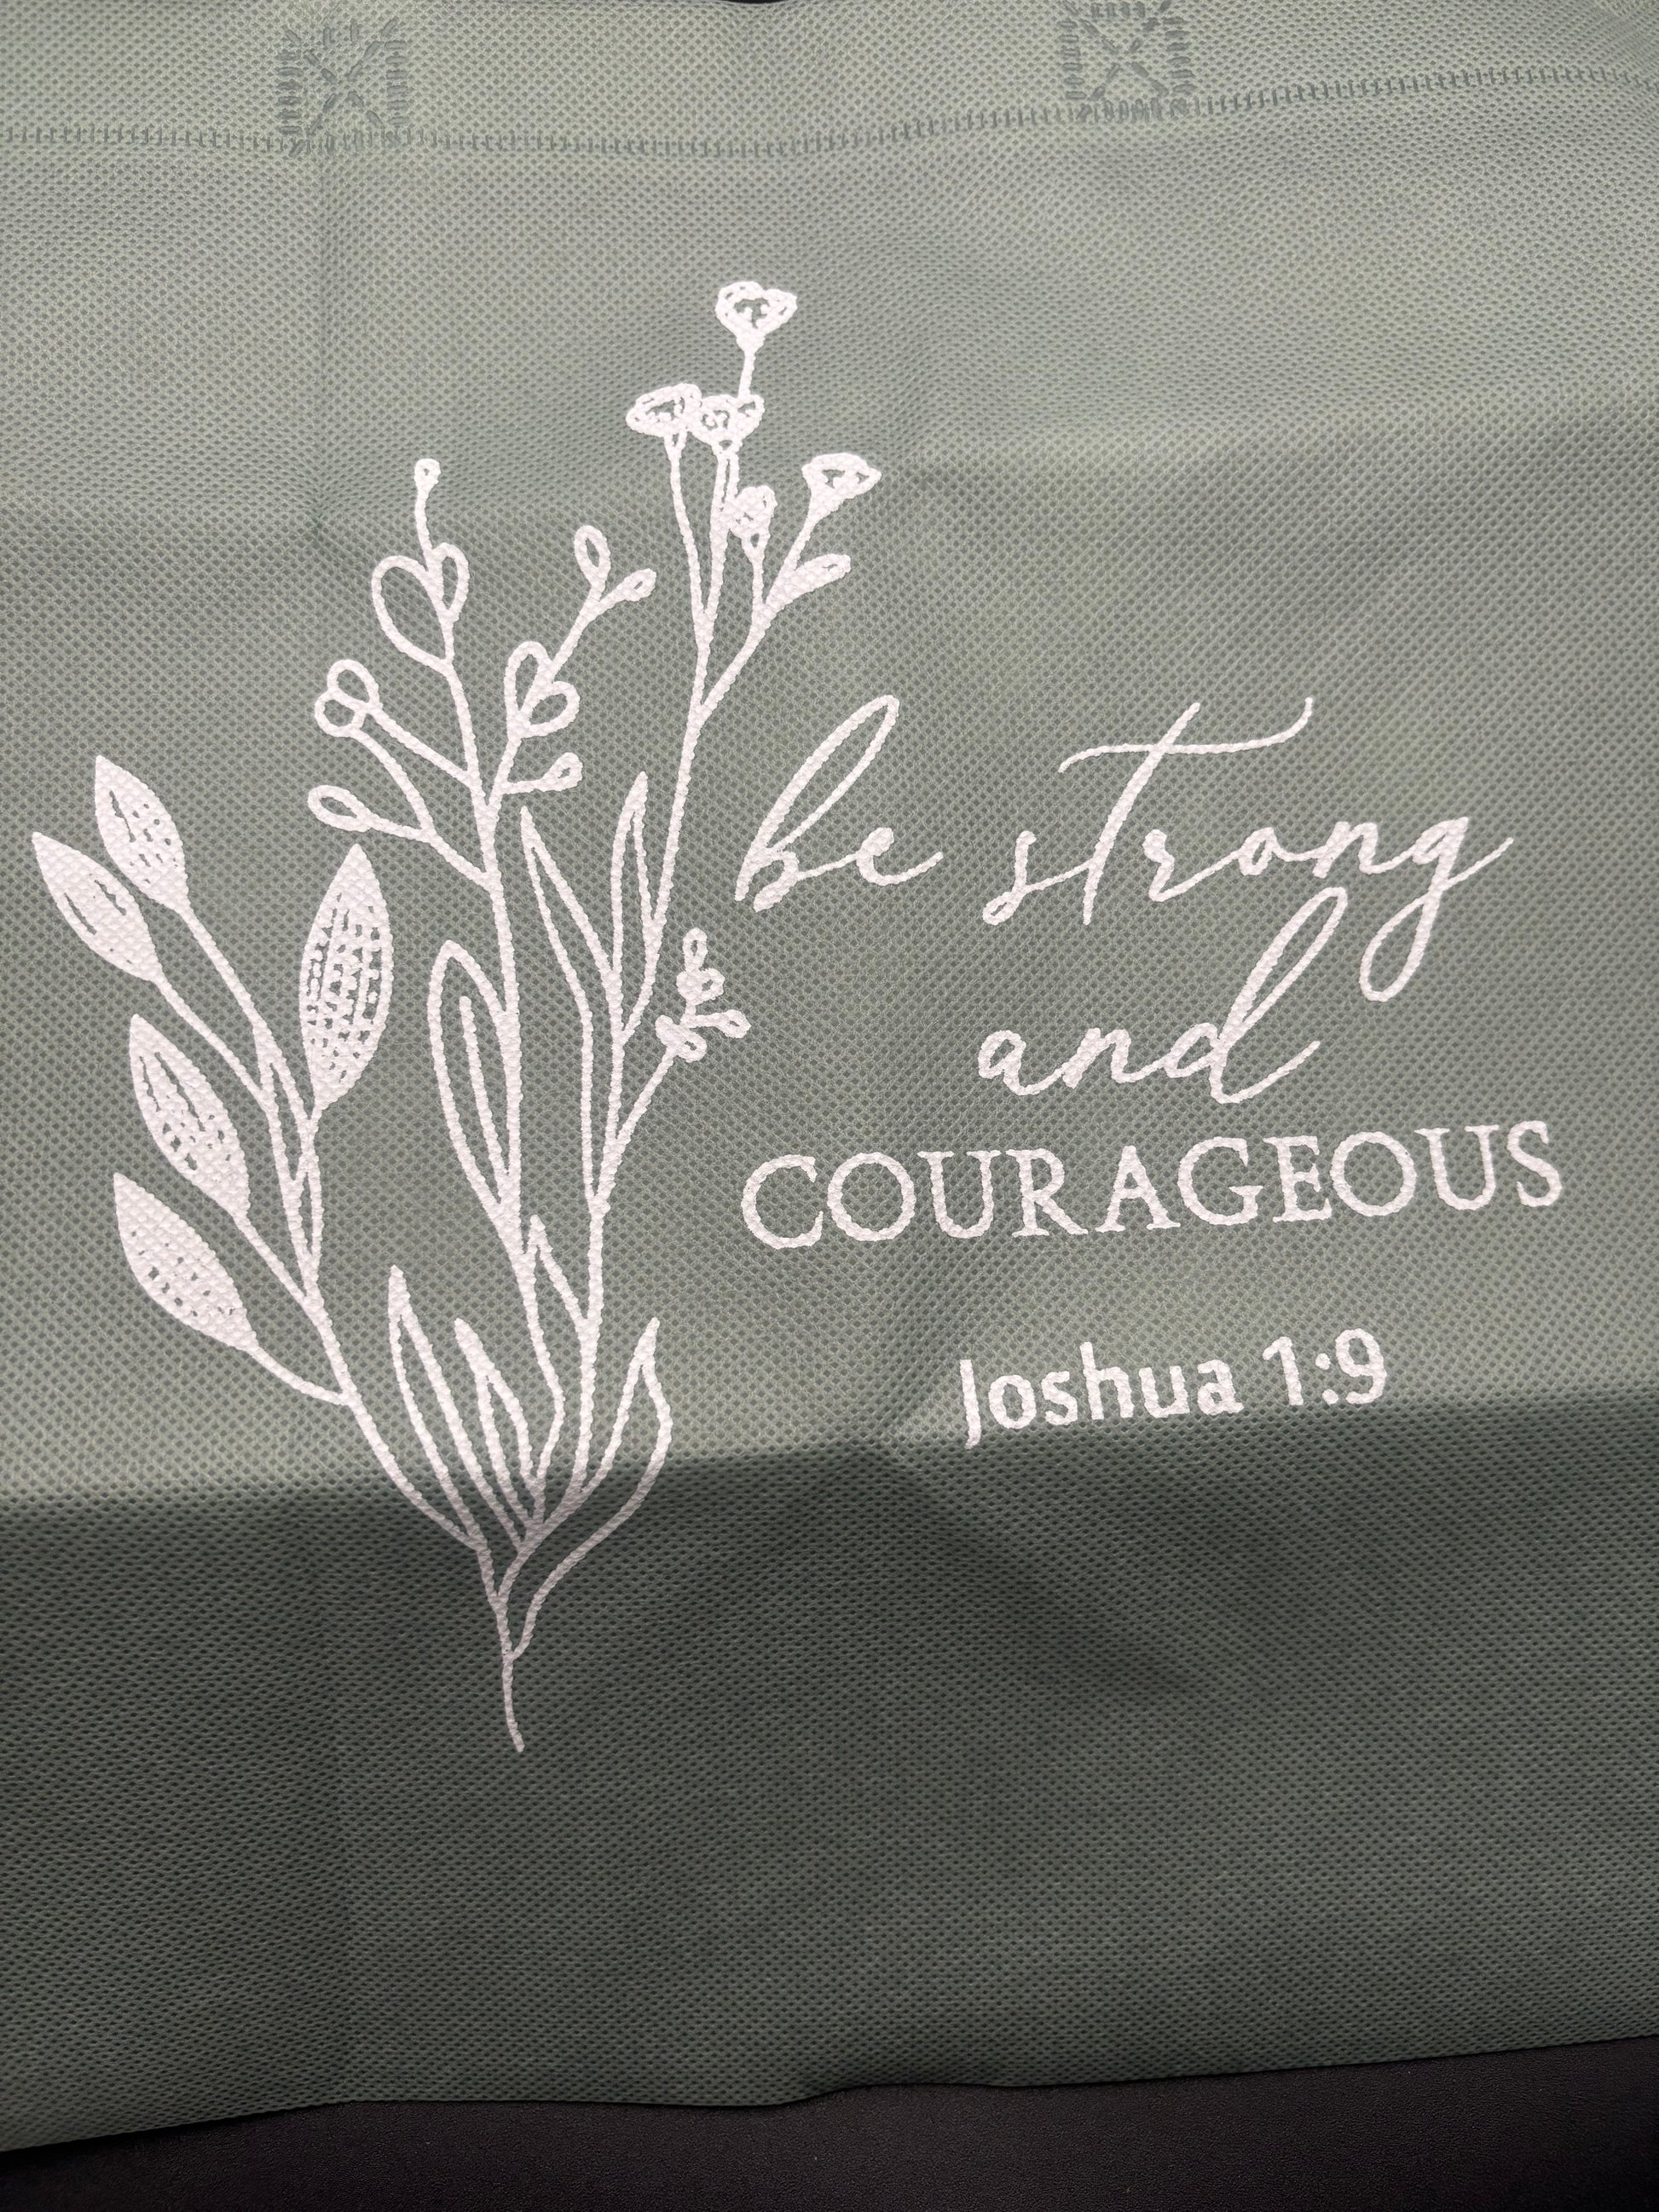 be strong
and
COURAGEOUS
Joshua 1:9